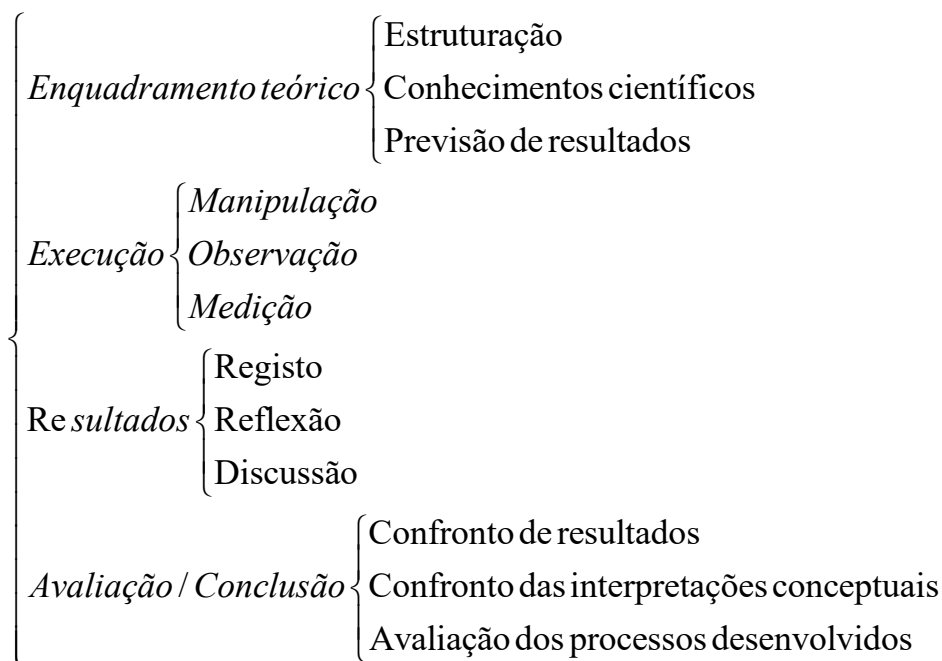 Estruturação
Enquadramento teórico
Conhecimentos científicos
Previsão de resultados
Manipulação
Execução
Observação
Medição
Registo
Resultados
Reflexão
Discussão
Confronto de resultados
Avaliação / Conclusão
Confronto das interpretações conceptuais
Avaliação dos processos desenvolvidos